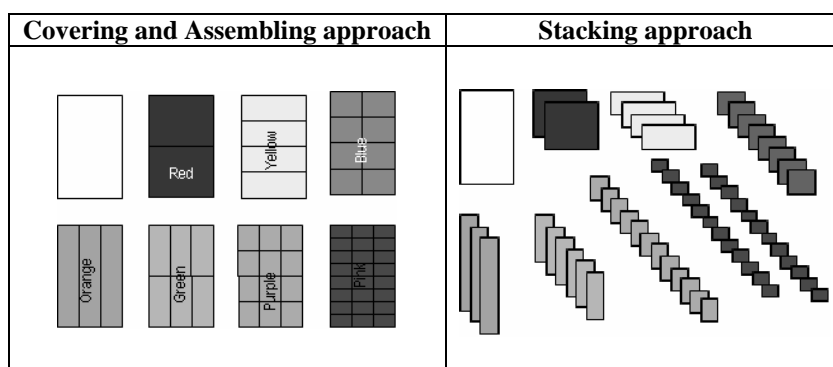 Covering and Assembling approach
Stacking approach
Red
Yellow
Blue
Orange
Green
Purple
Pink